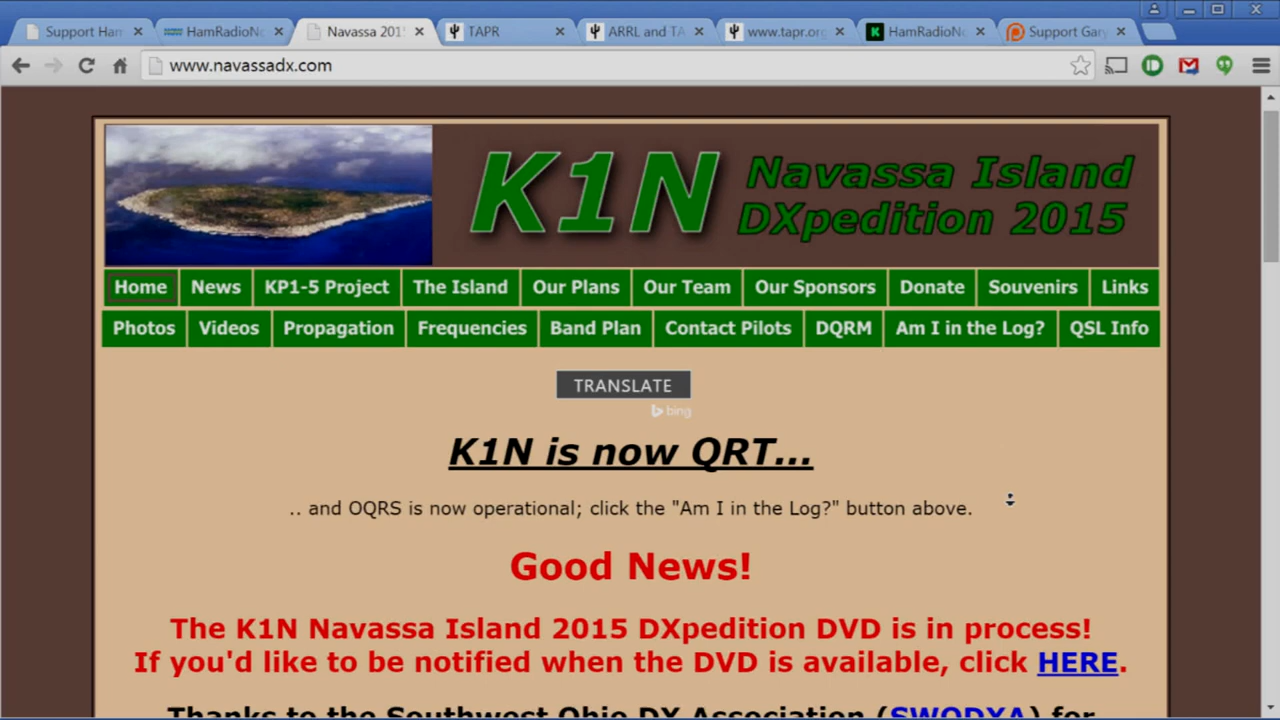 Support Ham
HamRadioNo
Navassa 201
TAPR
ARRL and TA
www.tapr.org
HamRadioNo
Support Gary
www.navassadx.com
K1N Navassa Island
DXpedition 2015
Home News KP1-5 Project The Island Our Plans Our Team Our Sponsors Donate Souvenirs Links
Photos Videos Propagation Frequencies Band Plan Contact Pilots DQRM Am I in the Log? QSL Info
TRANSLATE
bing
K1N is now QRT...
.. and OQRS is now operational; click the "Am I in the Log?" button above.
Good News!
The K1N Navassa Island 2015 DXpedition DVD is in process!
If you'd like to be notified when the DVD is available, click HERE.
Thanks to the Southwest Ohio DX Association (SWODXA) for